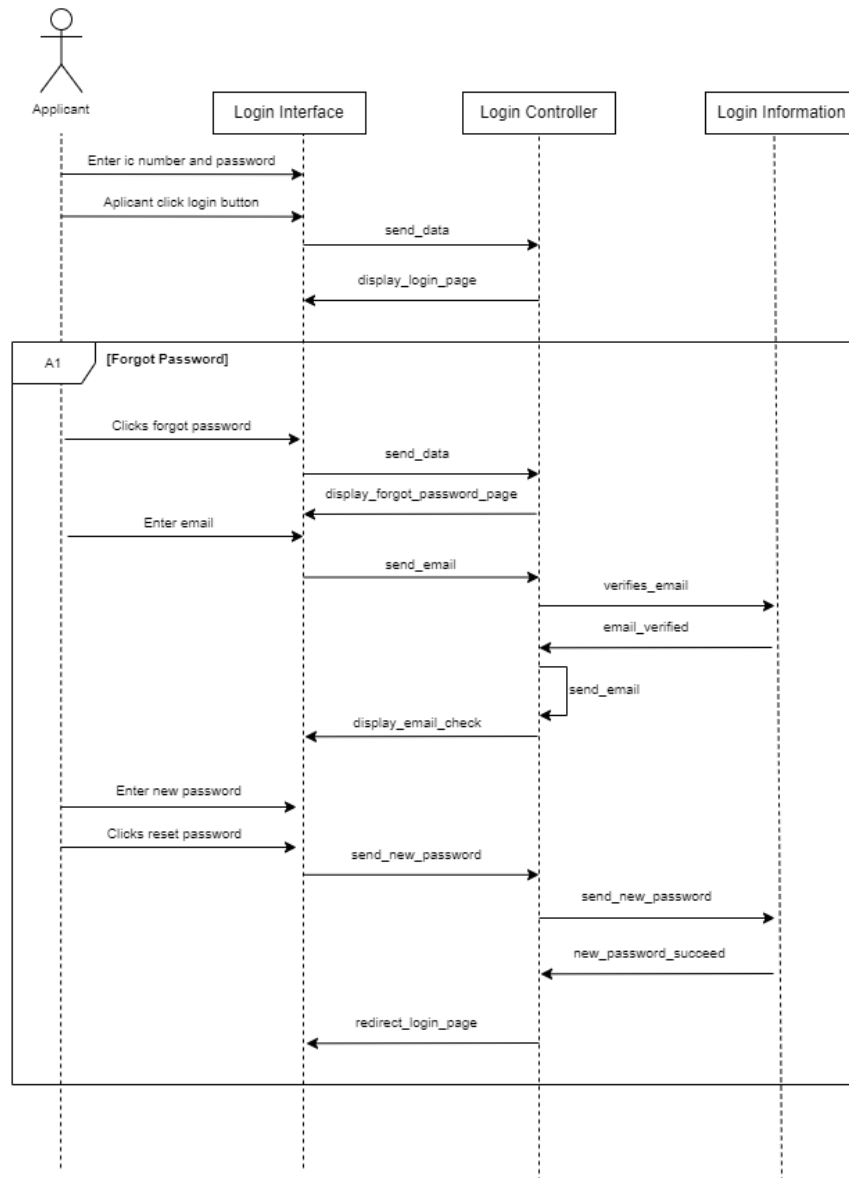 Applicant
Login Interface
Login Controller
Login Information
Enter ic number and password
Aplicant click login button
send_data
display_login_page
A1
[Forgot Password]
Clicks forgot password
send_data
display_forgot_password_page
Enter email
send_email
verifies_email
email_verified
send_email
display_email_check
Enter new password
Clicks reset password
send_new_password
send_new_password
new_password_succeed
redirect_login_page